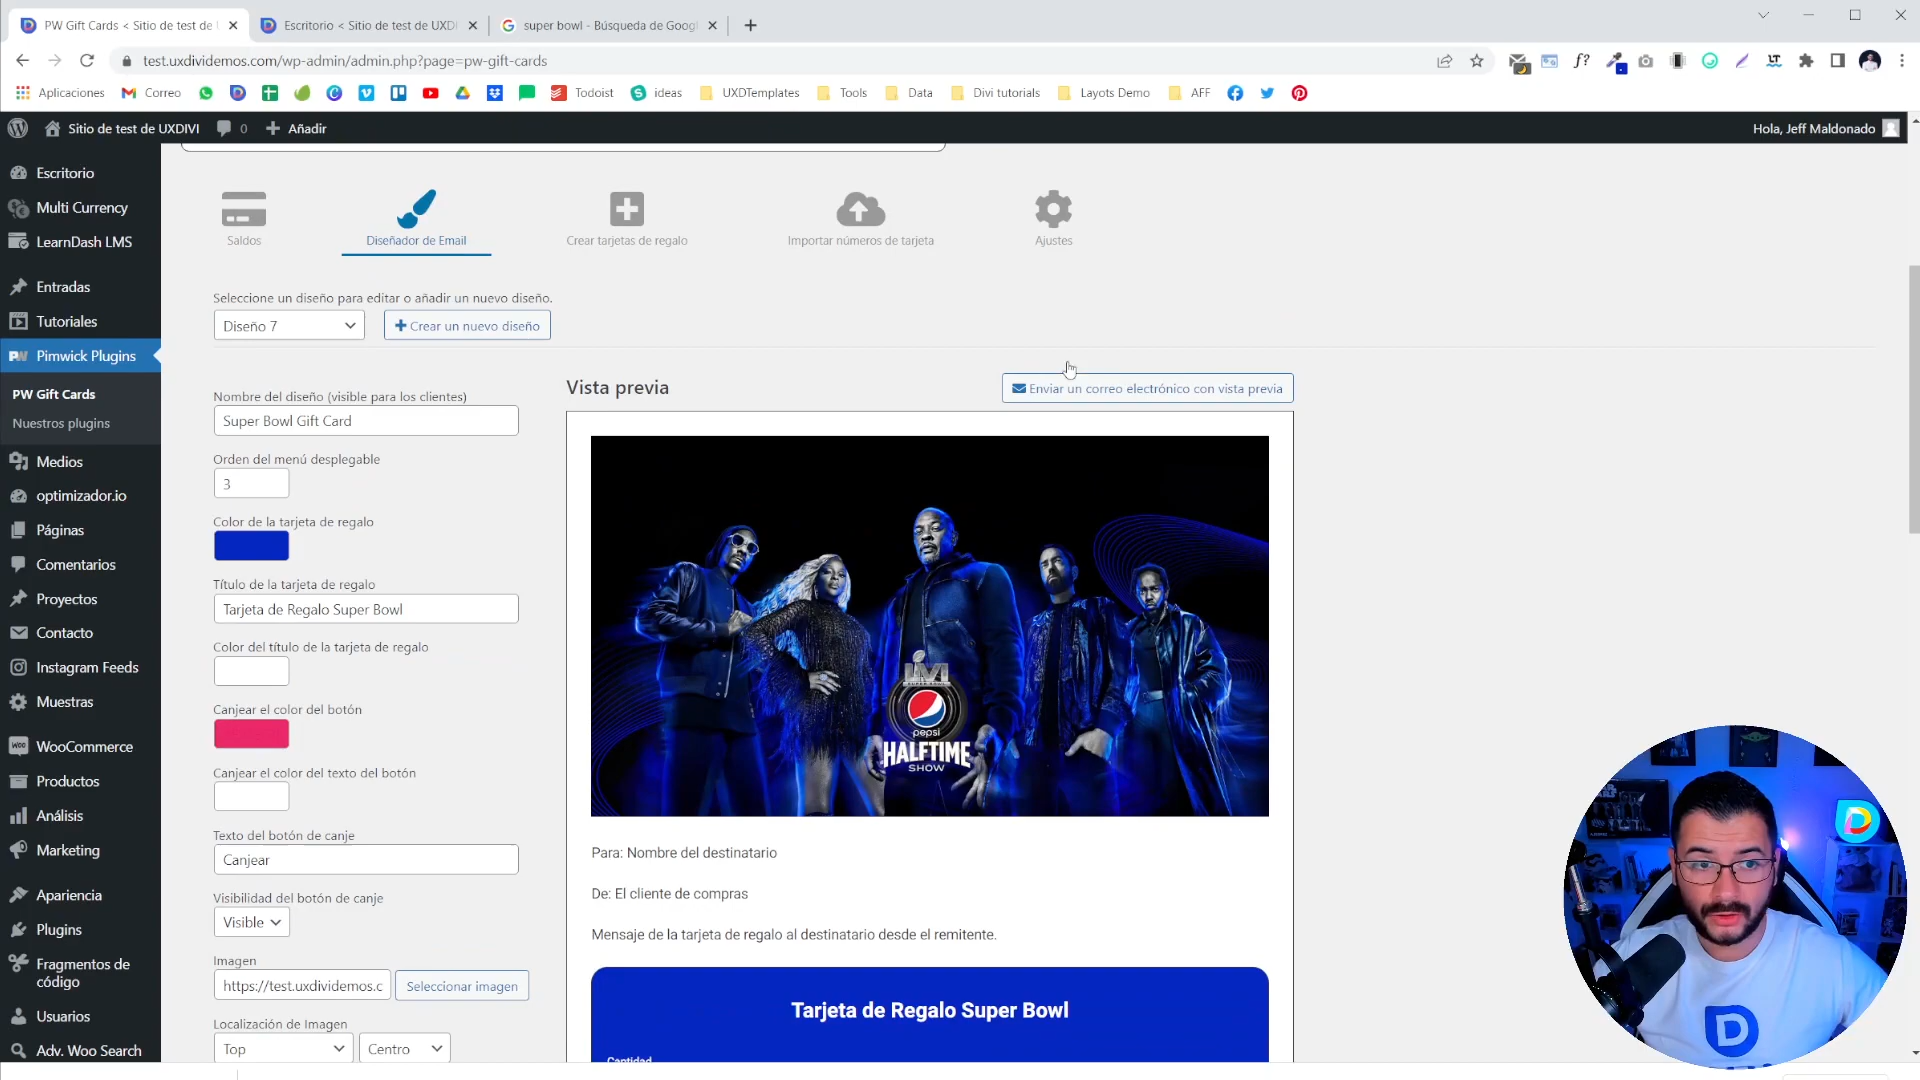 PW Gift Cards < Sitio de test de
Escritorio < Sitio de test de UXDI
super bowl - Búsqueda de Goog
test.uxdividemos.com/wp-admin/admin.php?page=pw-gift-cards
Aplicaciones
Correo
Todoist
ideas
UXDTemplates
Tools
Data
Divi tutorials
Layots Demo
AFF
Sitio de test de UXDIVI
0
Añadir
Hola, Jeff Maldonado
Escritorio
Multi Currency
LearnDash LMS
Entradas
Tutoriales
PW Pimwick Plugins
PW Gift Cards
Nuestros plugins
Medios
optimizador.io
Páginas
Comentarios
Proyectos
Contacto
Instagram Feeds
Muestras
WooCommerce
Productos
Análisis
Marketing
Apariencia
Plugins
Fragmentos de
código
Usuarios
Adv. Woo Search
Saldos
Diseñador de Email
Crear tarjetas de regalo
Importar números de tarjeta
Ajustes
Seleccione un diseño para editar o añadir un nuevo diseño.
Diseño 7
Crear un nuevo diseño
Nombre del diseño (visible para los clientes)
Super Bowl Gift Card
Orden del menú desplegable
3
Color de la tarjeta de regalo
Título de la tarjeta de regalo
Tarjeta de Regalo Super Bowl
Color del título de la tarjeta de regalo
Canjear el color del botón
Canjear el color del texto del botón
Texto del botón de canje
Canjear
Visibilidad del botón de canje
Visible
Imagen
https://test.uxdividemos.c
Seleccionar imagen
Localización de Imagen
Top
Centro
Vista previa
Enviar un correo electrónico con vista previa
LVI
SUPER BOWL
pepsi
HALFTIME
SHOW
Para: Nombre del destinatario
De: El cliente de compras
Mensaje de la tarjeta de regalo al destinatario desde el remitente.
Tarjeta de Regalo Super Bowl
Cantidad